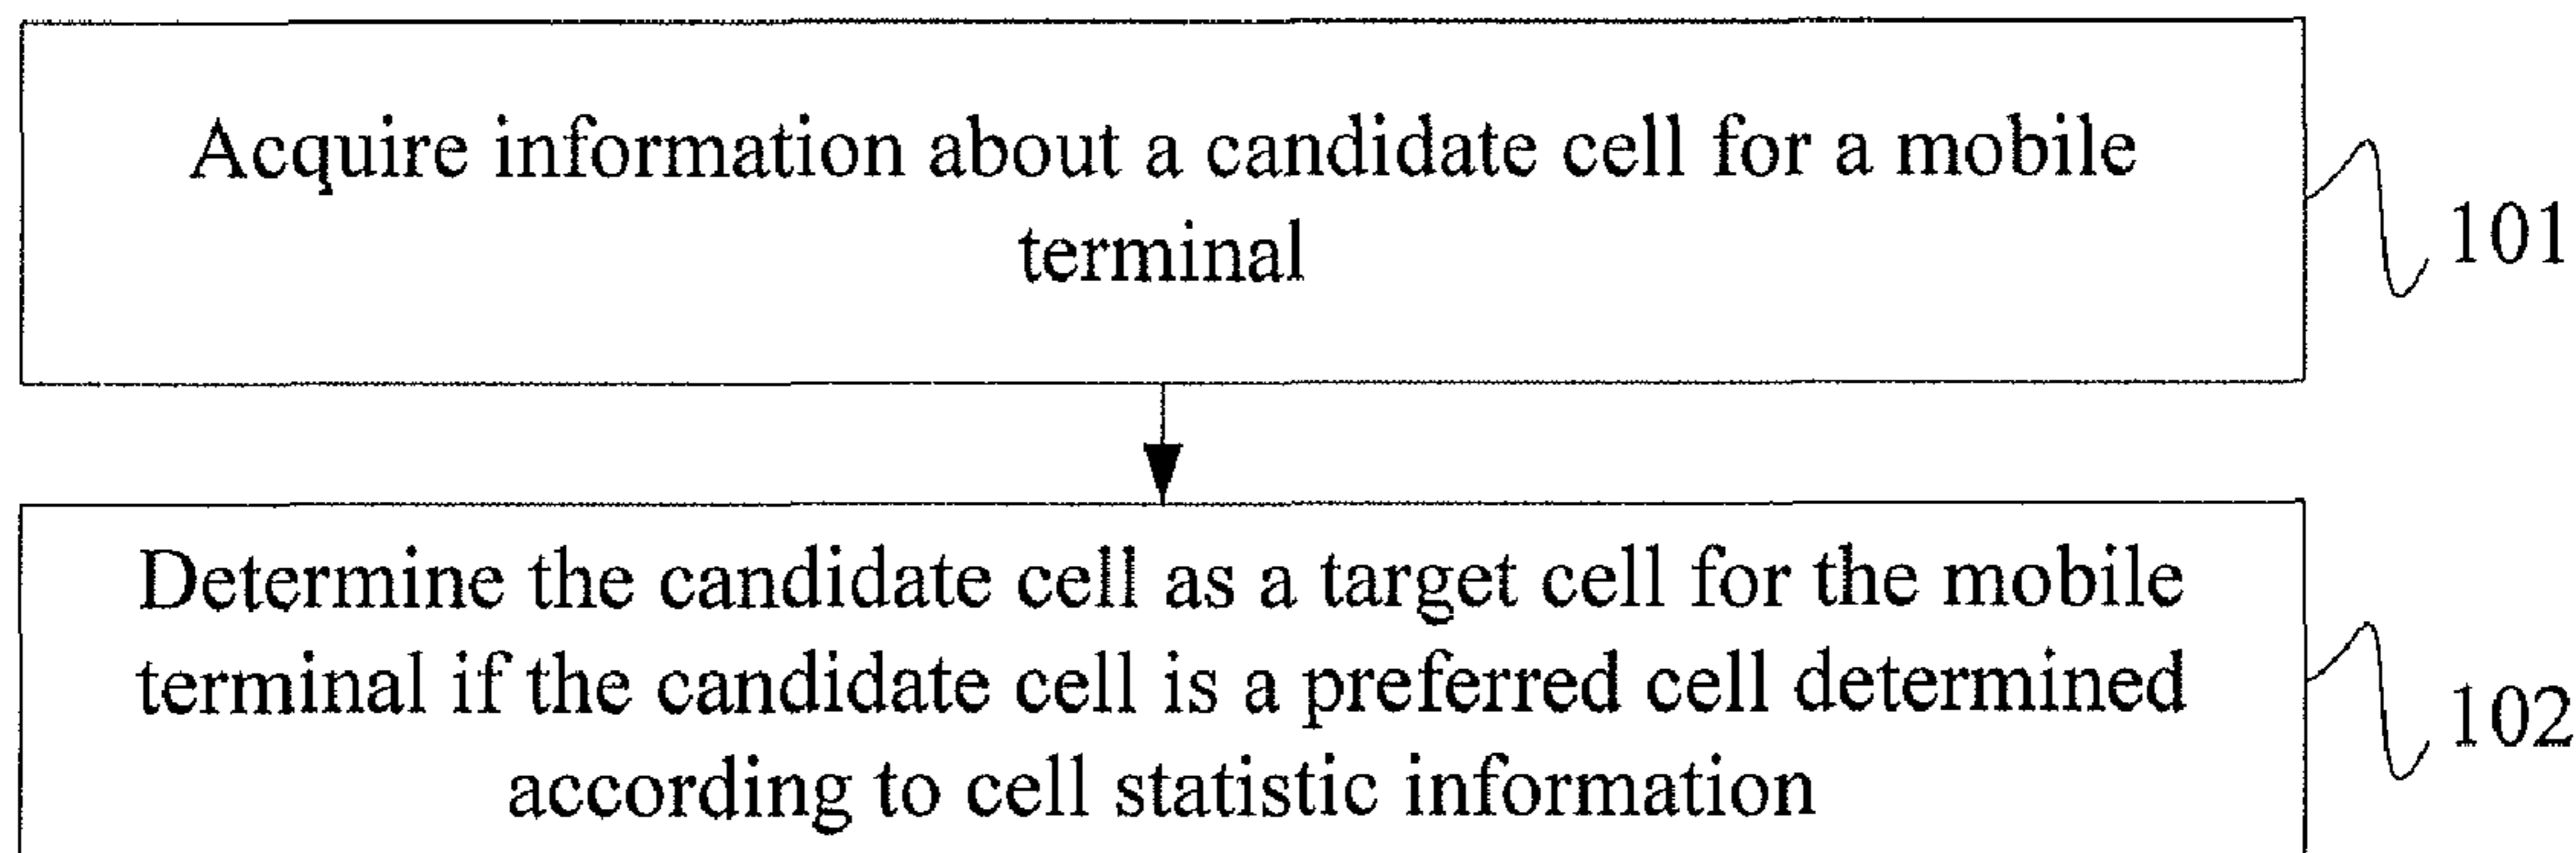 Acquire information about a candidate cell for a mobile
terminal
101
Determine the candidate cell as a target cell for the mobile
terminal if the candidate cell is a preferred cell determined
according to cell statistic information
102